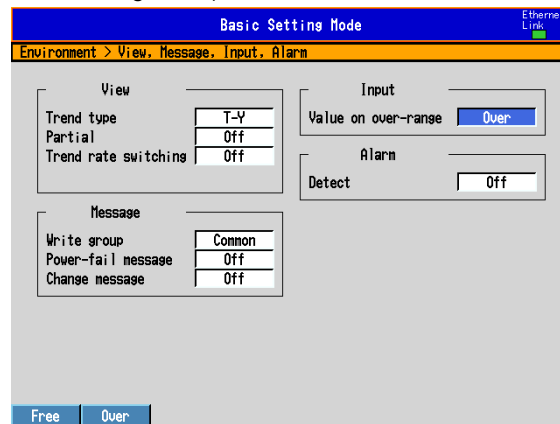 Basic Setting Mode
Etherne
Link
Environment > View, Message, Input, Alarm
View
Trend type T-Y
Partial Off
Trend rate switching Off
Message
Write group Common
Power-fail message Off
Change message Off
Input
Value on over-range Over
Alarm
Detect Off
Free Over